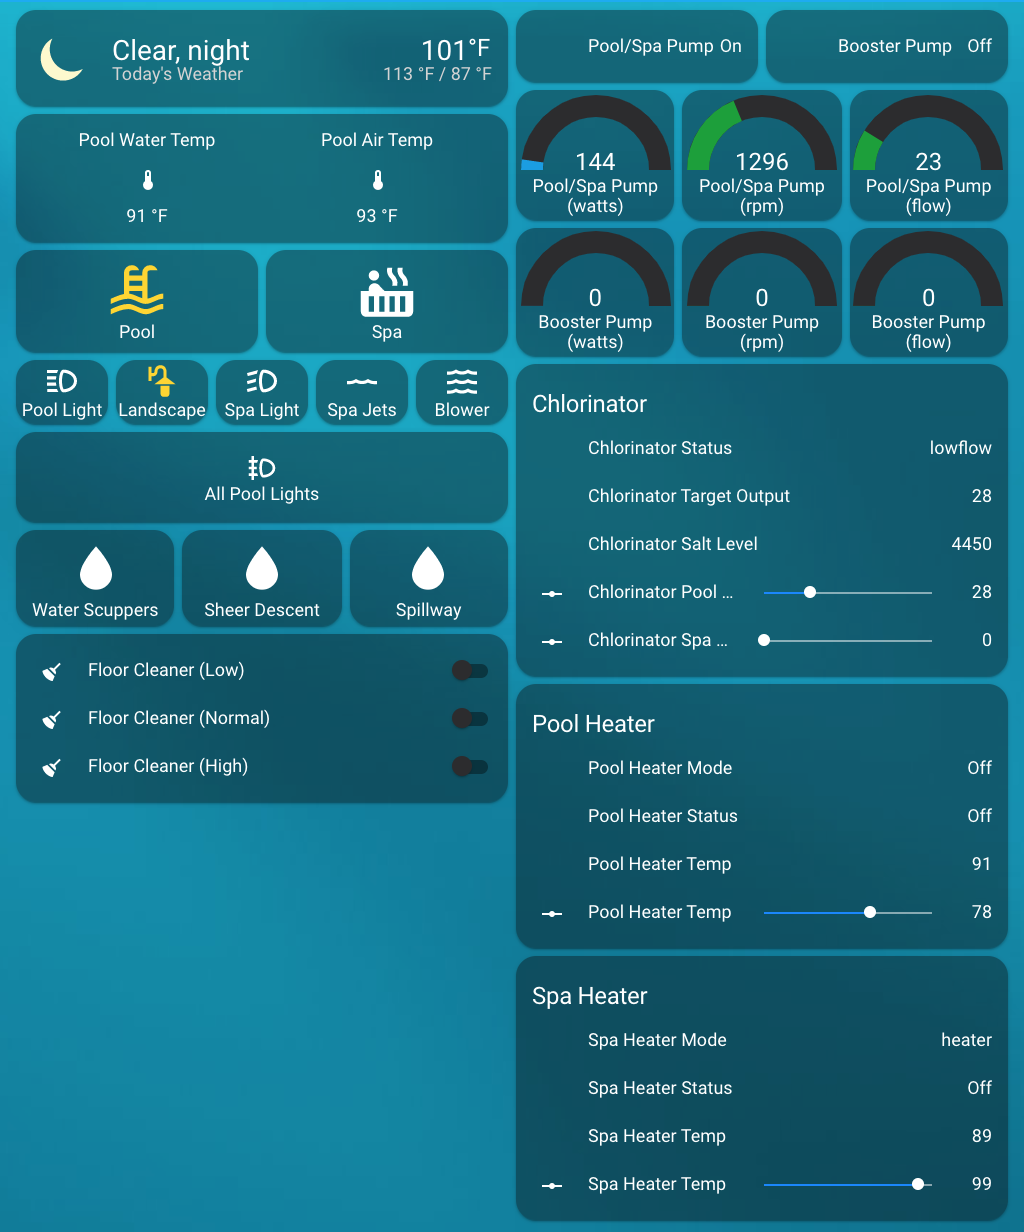 Clear, night
101°F
Today's Weather
113 °F / 87 °F
Pool Water Temp
Pool Air Temp
91 °F
93 °F
Pool
Spa
Pool Light
Landscape
Spa Light
Spa Jets
Blower
All Pool Lights
Water Scuppers
Sheer Descent
Spillway
Floor Cleaner (Low)
Floor Cleaner (Normal)
Floor Cleaner (High)
Pool/Spa Pump On
Booster Pump Off
144
Pool/Spa Pump
(watts)
1296
Pool/Spa Pump
(rpm)
23
Pool/Spa Pump
(flow)
0
Booster Pump
(watts)
0
Booster Pump
(rpm)
0
Booster Pump
(flow)
Chlorinator
Chlorinator Status lowflow
Chlorinator Target Output 28
Chlorinator Salt Level 4450
Chlorinator Pool ... 28
Chlorinator Spa ... 0
Pool Heater
Pool Heater Mode Off
Pool Heater Status Off
Pool Heater Temp 91
Pool Heater Temp 78
Spa Heater
Spa Heater Mode heater
Spa Heater Status Off
Spa Heater Temp 89
Spa Heater Temp 99